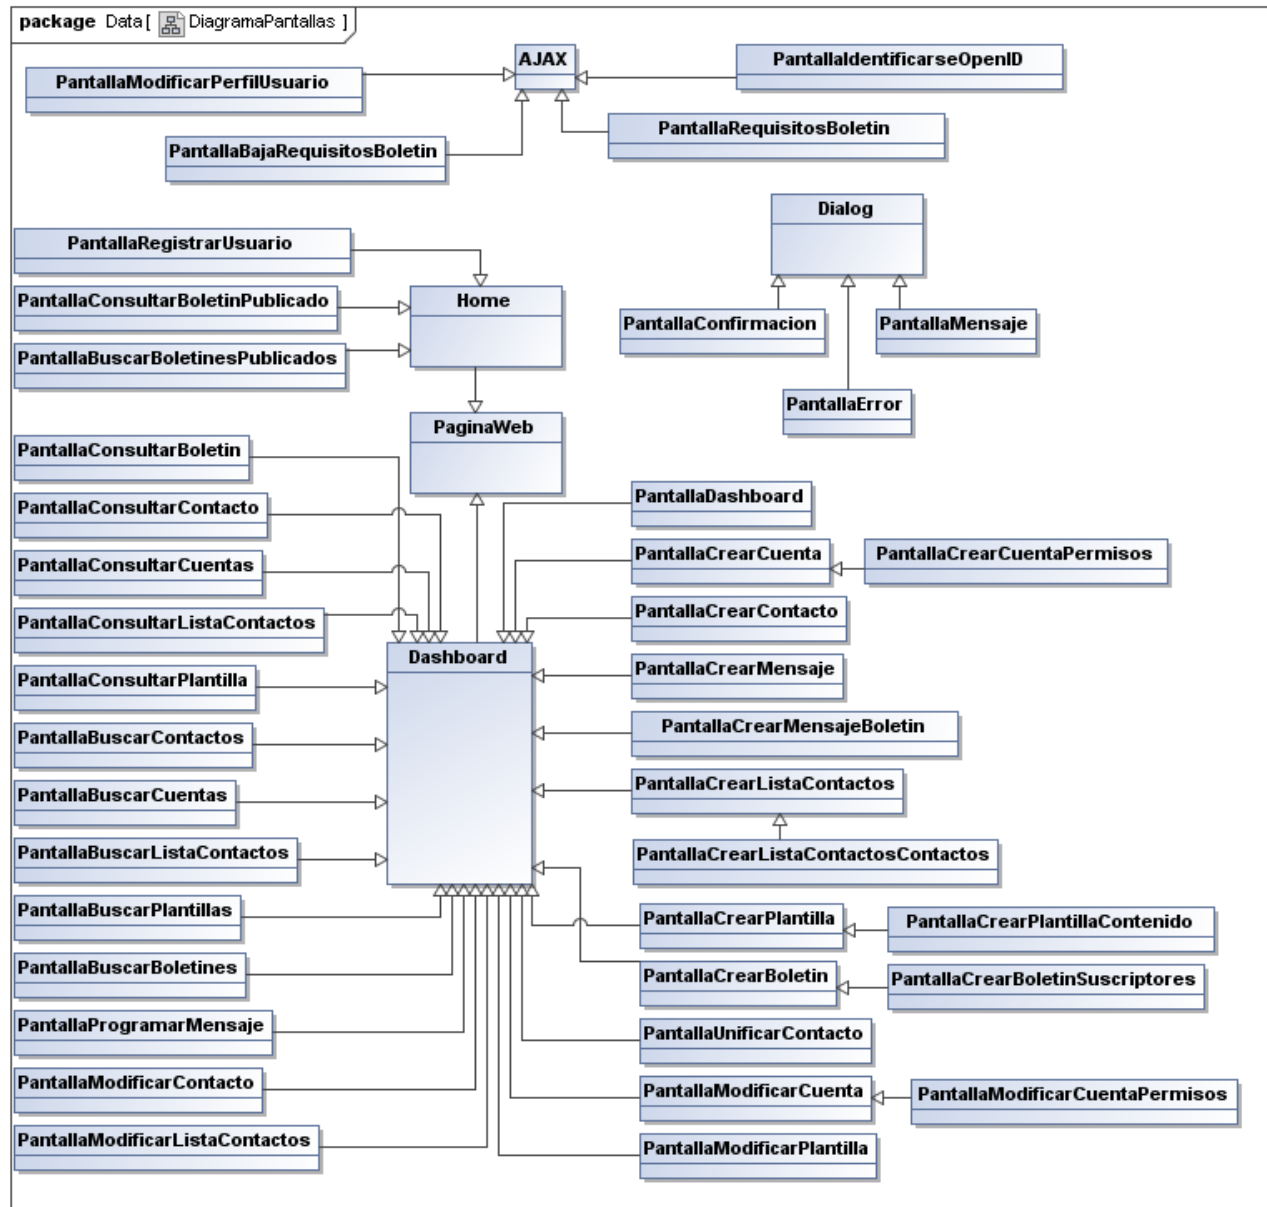 package Data [ DiagramaPantallas ]
AJAX
PantallaIdentificarseOpenID
PantallaModificarPerfilUsuario
PantallaRequisitosBoletin
PantallaBajaRequisitosBoletin
Dialog
PantallaRegistrarUsuario
PantallaConsultarBoletinPublicado
Home
PantallaConfirmacion
PantallaMensaje
PantallaBuscarBoletinesPublicados
PantallaError
PaginaWeb
PantallaConsultarBoletin
PantallaDashboard
PantallaConsultarContacto
PantallaCrearCuenta
PantallaCrearCuentaPermisos
PantallaConsultarCuentas
PantallaCrearContacto
PantallaConsultarListaContactos
Dashboard
PantallaCrearMensaje
PantallaConsultarPlantilla
PantallaCrearMensajeBoletin
PantallaBuscarContactos
PantallaCrearListaContactos
PantallaBuscarCuentas
PantallaBuscarListaContactos
PantallaCrearListaContactosContactos
PantallaBuscarPlantillas
PantallaCrearPlantilla
PantallaCrearPlantillaContenido
PantallaBuscarBoletines
PantallaCrearBoletin
PantallaCrearBoletinSuscriptores
PantallaProgramarMensaje
PantallaUnificarContacto
PantallaModificarContacto
PantallaModificarCuenta
PantallaModificarCuentaPermisos
PantallaModificarListaContactos
PantallaModificarPlantilla